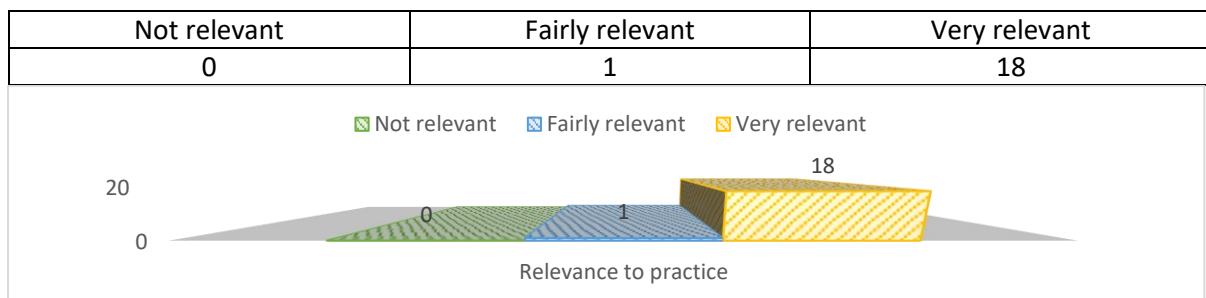 Not relevant Fairly relevant Very relevant
0 1 18
Not relevant Fairly relevant Very relevant
18
20
0 1
0
Relevance to practice